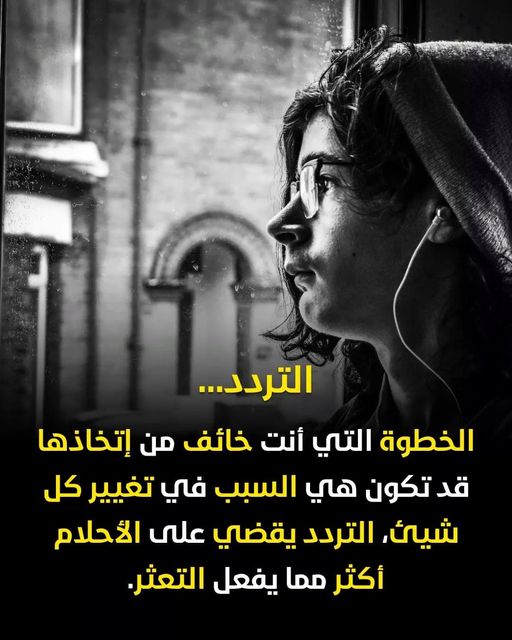 التردد...
الخطوة التي أنت خائف من إتخاذها
قد تكون هي السبب في تغيير كل
شيئ، التردد يقضي على الأحلام
أكثر مما يفعل التعثر.